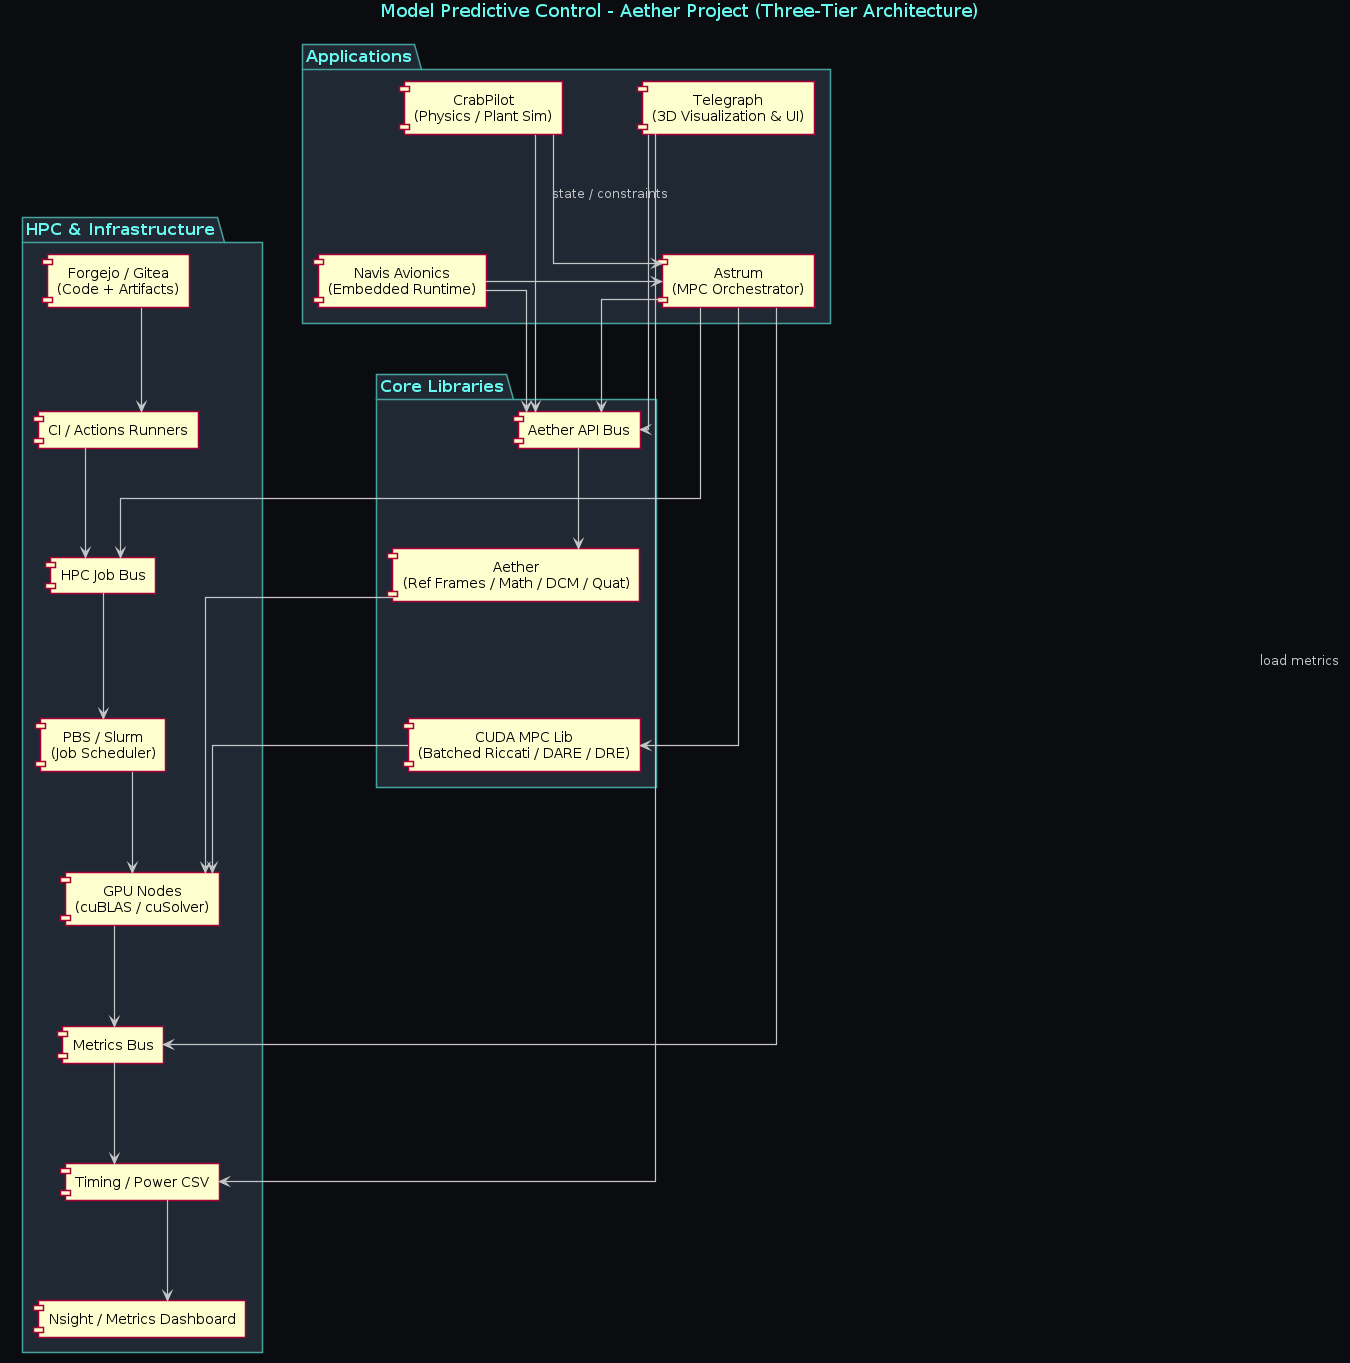 Model Predictive Control - Aether Project (Three-Tier Architecture)
Applications
CrabPilot
(Physics / Plant Sim)
Telegraph
(3D Visualization & UI)
state / constraints
Navis Avionics
(Embedded Runtime)
Astrum
(MPC Orchestrator)
HPC & Infrastructure
Forgejo / Gitea
(Code + Artifacts)
CI / Actions Runners
HPC Job Bus
PBS / Slurm
(Job Scheduler)
GPU Nodes
(cuBLAS / cuSolver)
Metrics Bus
Timing / Power CSV
Nsight / Metrics Dashboard
Core Libraries
Aether API Bus
Aether
(Ref Frames / Math / DCM / Quat)
CUDA MPC Lib
(Batched Riccati / DARE / DRE)
load metrics